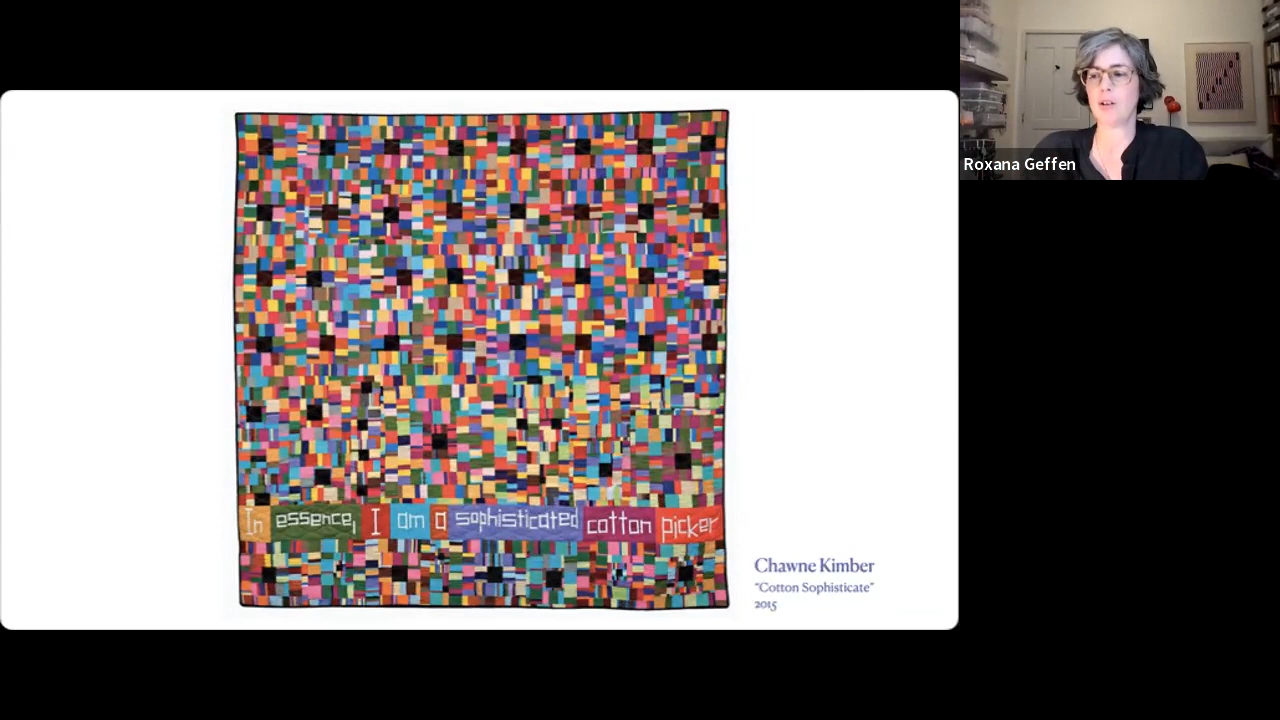 Roxana Geffen
In essence, I am a sophisticated cotton picker
Chawne Kimber
“Cotton Sophisticate”
2015